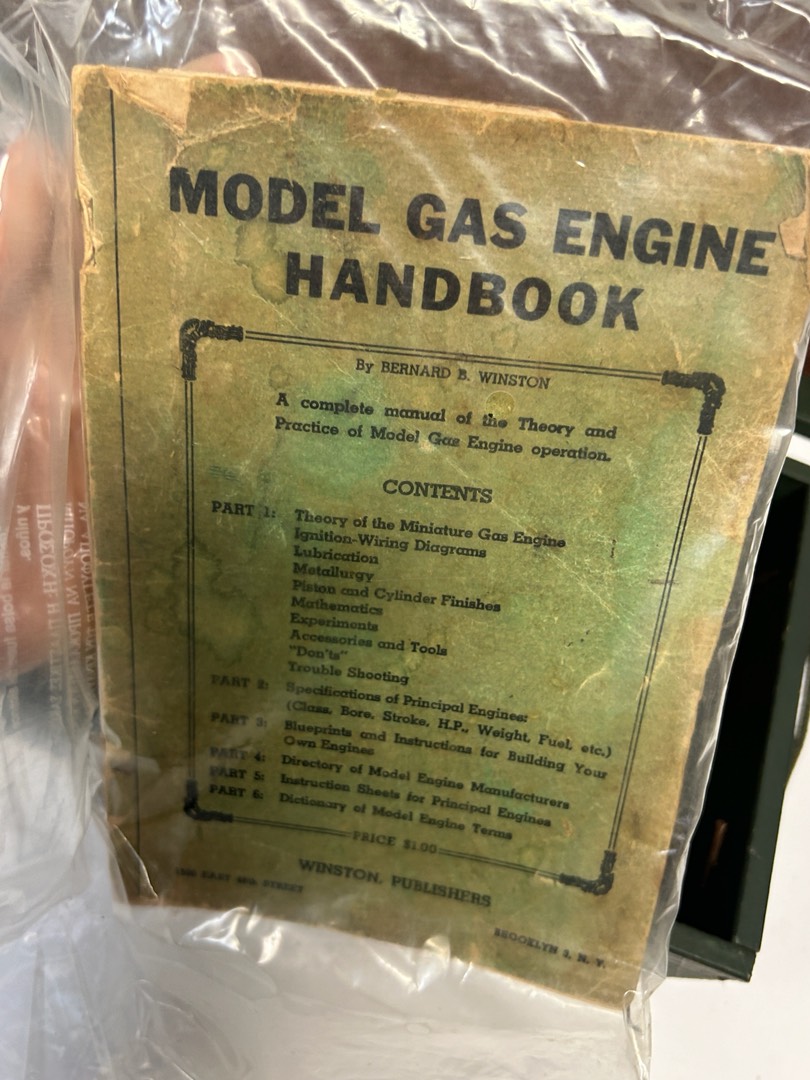 MODEL GAS ENGINE
HANDBOOK
By BERNARD B. WINSTON
A complete manual of the Theory and
Practice of Model Gas Engine operation.
CONTENTS
PART 1: Theory of the Miniature Gas Engine
Ignition-Wiring Diagrams
Lubrication
Metallurgy
Piston and Cylinder Finishes
Mathematics
Experiments
Accessories and Tools
"Don'ts"
Trouble Shooting
PART 2: Specifications of Principal Engines:
(Class, Bore, Stroke, H.P., Weight, Fuel, etc.)
PART 3: Blueprints and Instructions for Building Your
Own Engines
PART 4: Directory of Model Engine Manufacturers
PART 5: Instruction Sheets for Principal Engines
PART 6: Dictionary of Model Engine Terms
PRICE $1.00
WINSTON, PUBLISHERS
EAST STREET
BROOKLYN 3, N. Y.